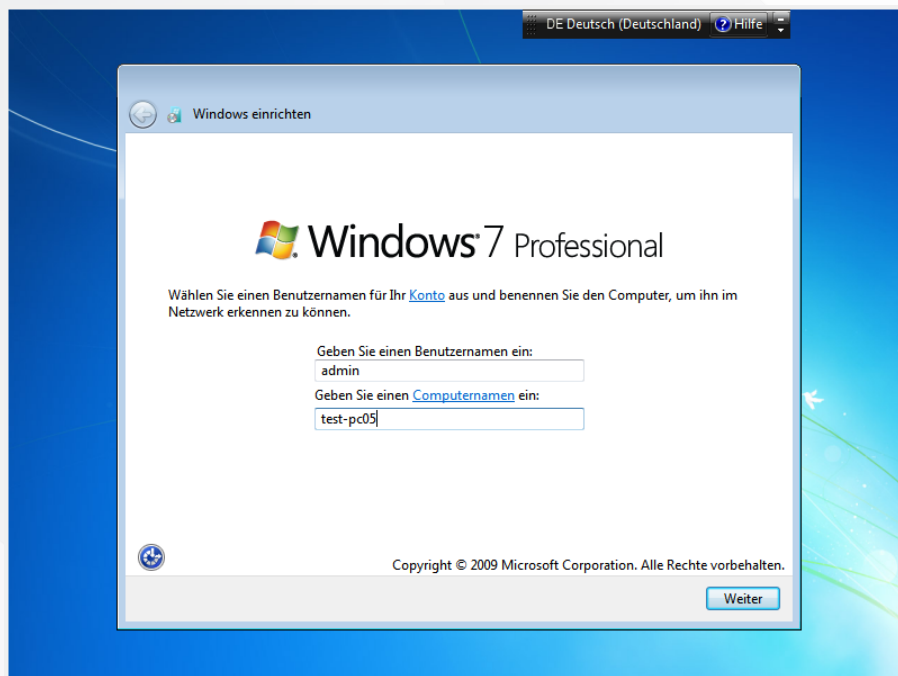 DE Deutsch (Deutschland) Hilfe
Windows einrichten
Windows 7 Professional
Wählen Sie einen Benutzernamen für Ihr Konto aus und benennen Sie den Computer, um ihn im
Netzwerk erkennen zu können.
Geben Sie einen Benutzernamen ein:
admin
Geben Sie einen Computernamen ein:
test-pc05
Copyright © 2009 Microsoft Corporation. Alle Rechte vorbehalten.
Weiter